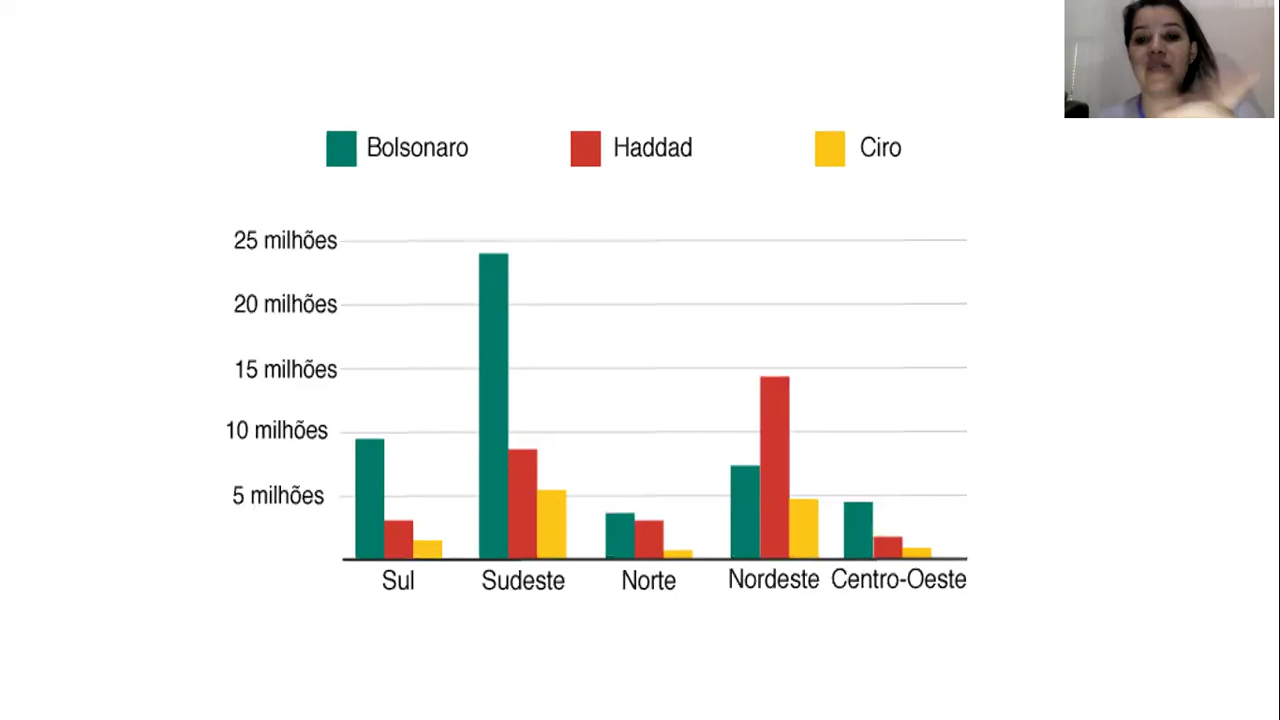 Bolsonaro Haddad Ciro
25 milhões
20 milhões
15 milhões
10 milhões
5 milhões
Sul Sudeste Norte Nordeste Centro-Oeste